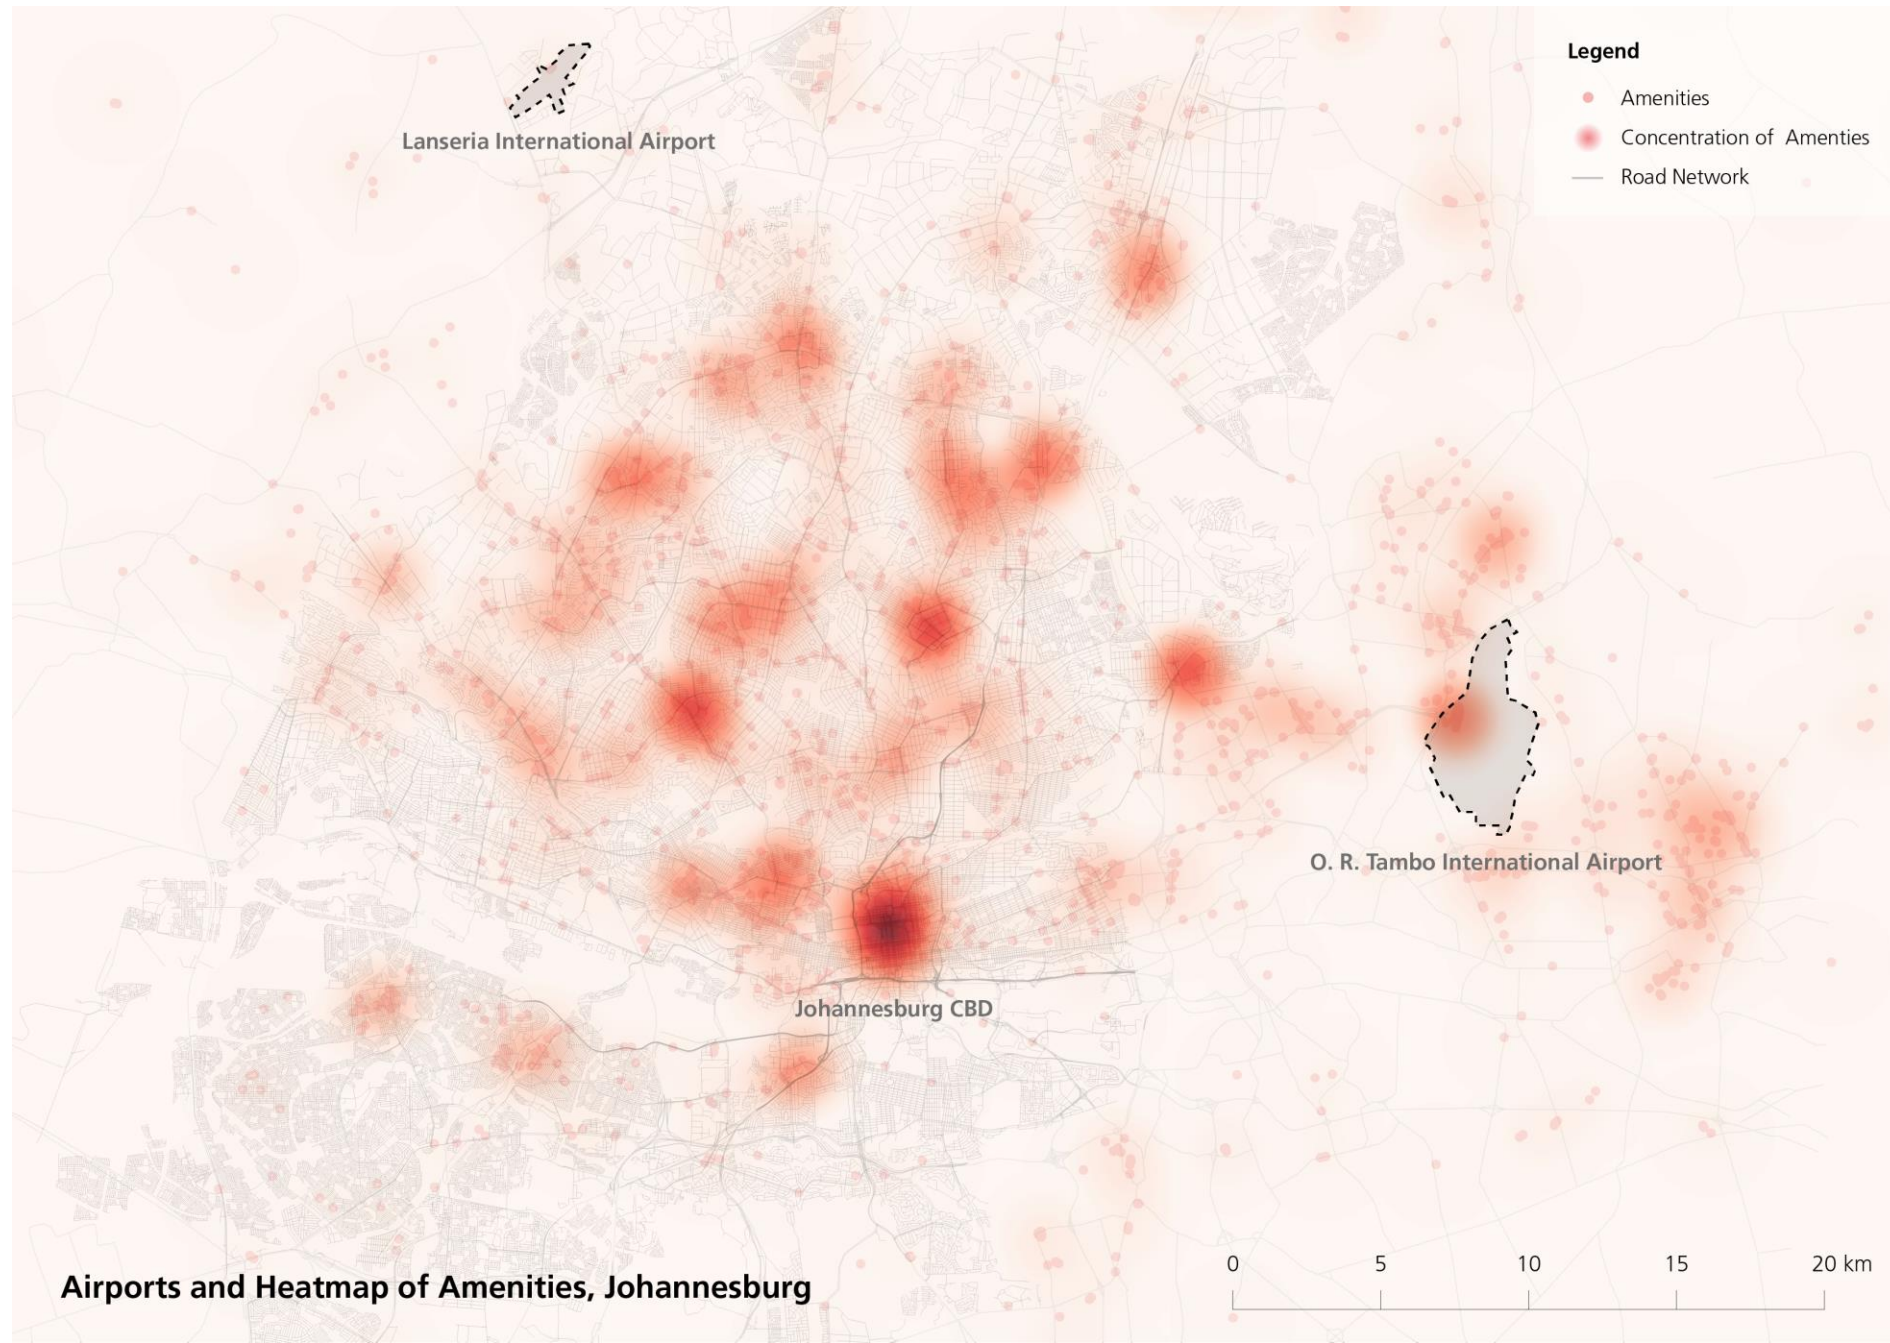 Legend
Amenities
Concentration of Amenties
Road Network
Lanseria International Airport
O. R. Tambo International Airport
Johannesburg CBD
0 5 10 15 20 km
Airports and Heatmap of Amenities, Johannesburg